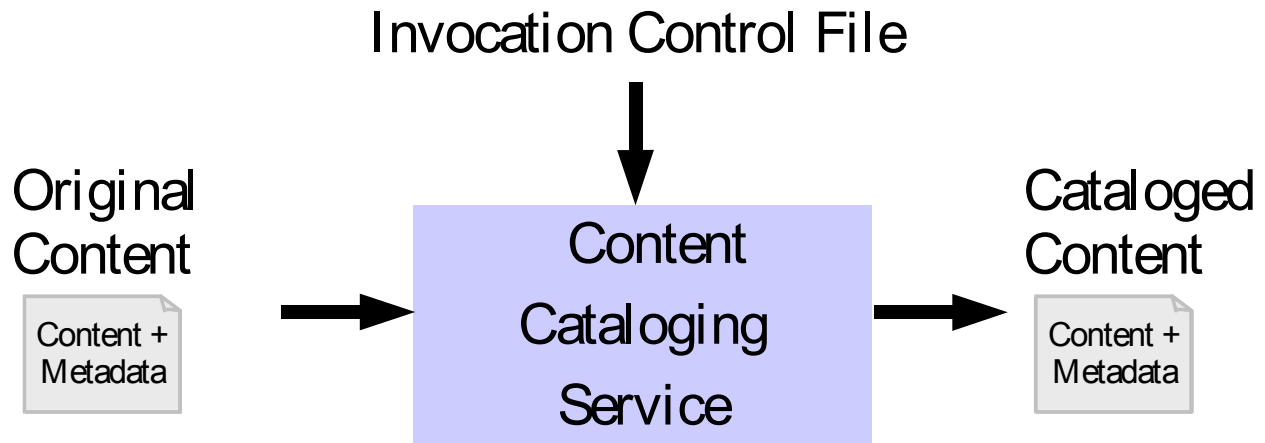 Invocation Control File
Original
Content
Content +
Metadata
Content
Cataloging
Service
Cataloged
Content
Content +
Metadata